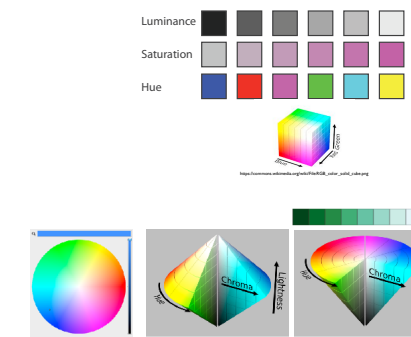 Luminance
Saturation
Hue
Green
https://commons.wikimedia.org/wiki/File:RGB_color_solid_cube.png
Hue
Chroma
Lightness
Hue
Chroma